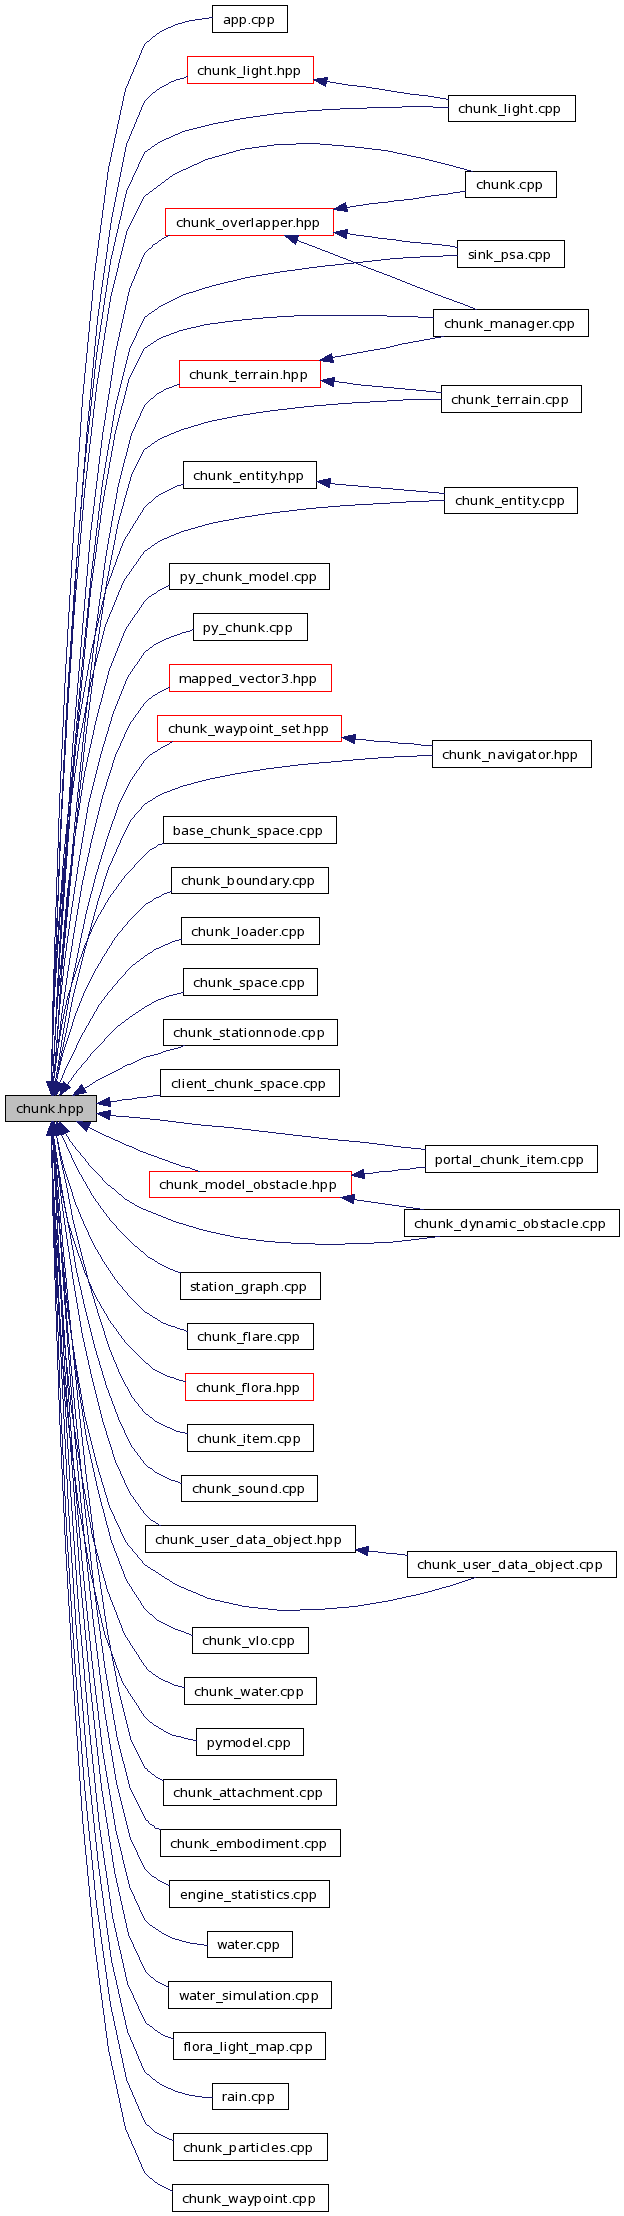 app.cpp
chunk_light.hpp
chunk_light.cpp
chunk.cpp
chunk_overlapper.hpp
sink_psa.cpp
chunk_manager.cpp
chunk_terrain.hpp
chunk_terrain.cpp
chunk_entity.hpp
chunk_entity.cpp
py_chunk_model.cpp
py_chunk.cpp
mapped_vector3.hpp
chunk_waypoint_set.hpp
chunk_navigator.hpp
base_chunk_space.cpp
chunk_boundary.cpp
chunk_loader.cpp
chunk_space.cpp
chunk_stationnode.cpp
client_chunk_space.cpp
chunk.hpp
portal_chunk_item.cpp
chunk_model_obstacle.hpp
chunk_dynamic_obstacle.cpp
station_graph.cpp
chunk_flare.cpp
chunk_flora.hpp
chunk_item.cpp
chunk_sound.cpp
chunk_user_data_object.hpp
chunk_user_data_object.cpp
chunk_vlo.cpp
chunk_water.cpp
pymodel.cpp
chunk_attachment.cpp
chunk_embodiment.cpp
engine_statistics.cpp
water.cpp
water_simulation.cpp
flora_light_map.cpp
rain.cpp
chunk_particles.cpp
chunk_waypoint.cpp